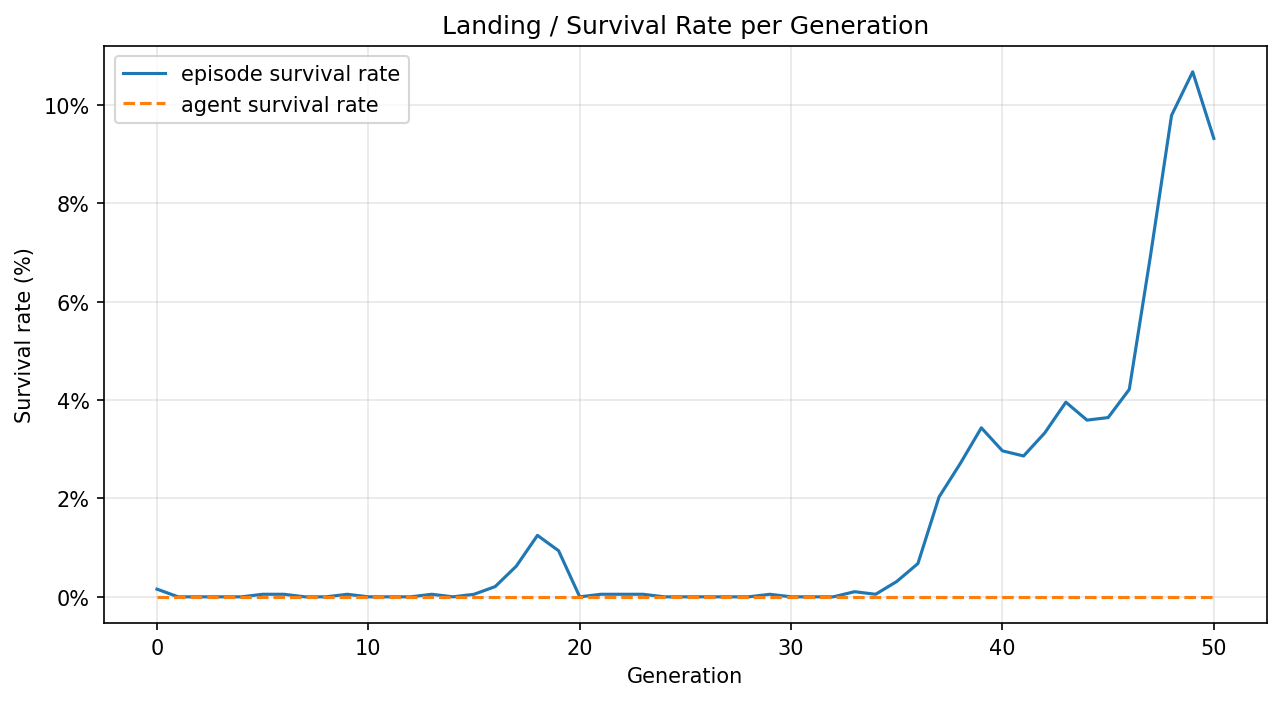 Landing / Survival Rate per Generation
episode survival rate
agent survival rate
10%
8%
6%
4%
2%
0%
Survival rate (%)
0 10 20 30 40 50
Generation